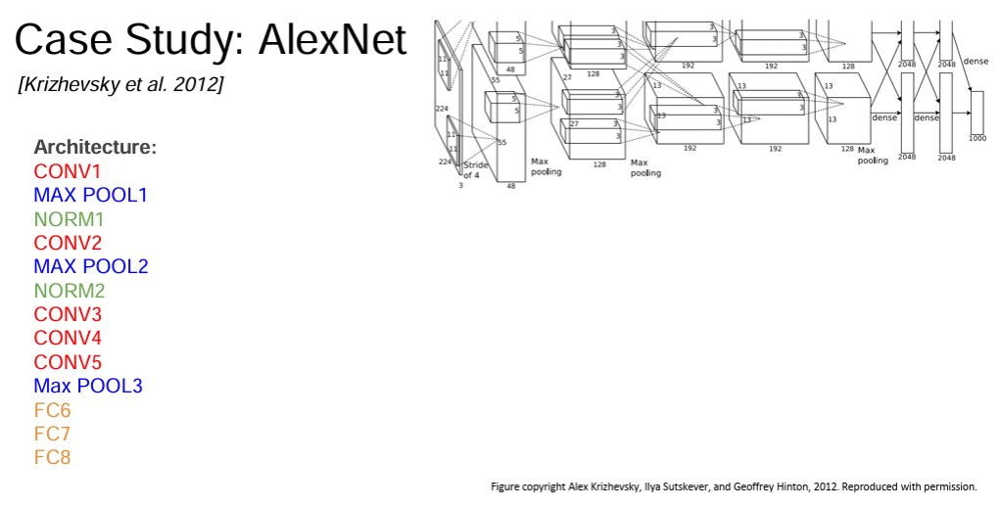 Case Study: AlexNet
[Krizhevsky et al. 2012]
Architecture:
CONV1
MAX POOL1
NORM1
CONV2
MAX POOL2
NORM2
CONV3
CONV4
CONV5
Max POOL3
FC6
FC7
FC8
11
11
224
11
11
224
3
Stride
of 4
5
5
48
55
5
5
55
48
Max
pooling
3
3
128
27
3
3
27
3
3
128
Max
pooling
3
3
192
13
3
3
13
192
3
3
192
13
3
3
13
192
13
13
128
Max
pooling
128
2048
2048
dense
dense
dense
1000
2048
2048
Figure copyright Alex Krizhevsky, Ilya Sutskever, and Geoffrey Hinton, 2012. Reproduced with permission.